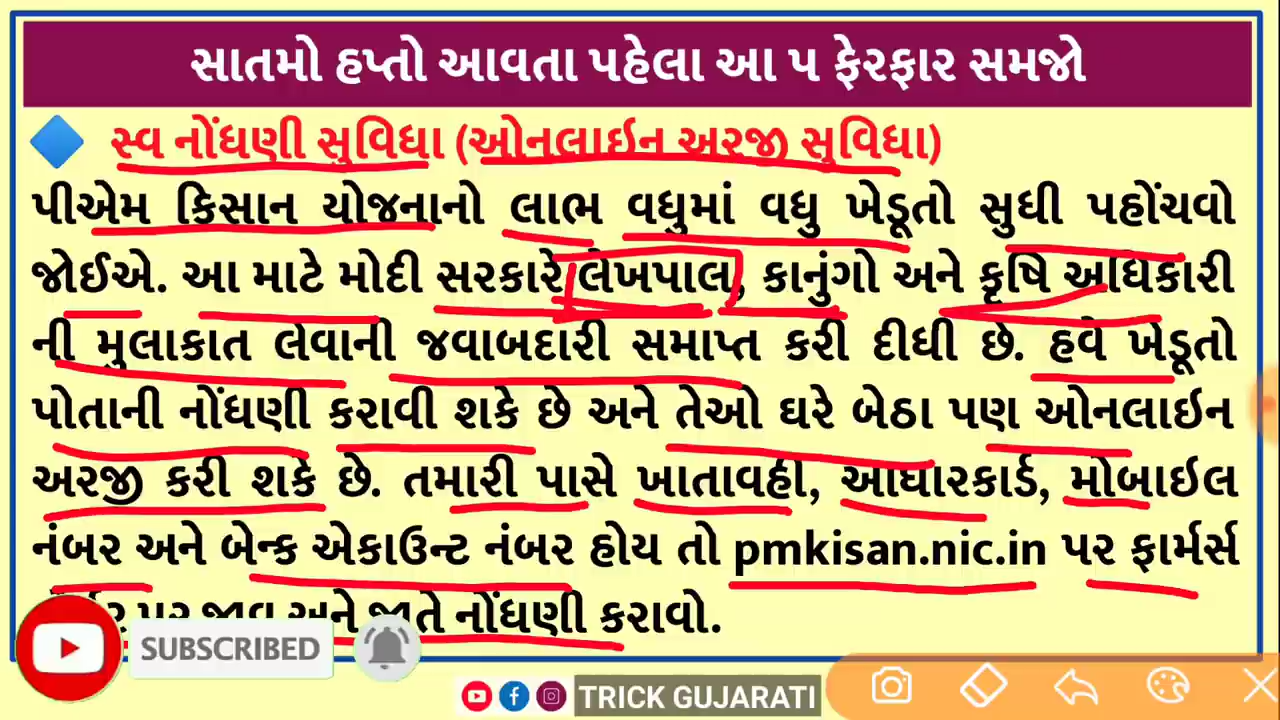 સાતમો હપ્તો આવતા પહેલા આ ૫ ફેરફાર સમજો
સ્વ નોંધણી સુવિધા (ઓનલાઇન અરજી સુવિધા)
પીએમ કિસાન યોજનાનો લાભ વધુમાં વધુ ખેડૂતો સુધી પહોંચવો
જોઈએ. આ માટે મોદી સરકારે લેખપાલ, કાનુંગો અને કૃષિ અધિકારી
ની મુલાકાત લેવાની જવાબદારી સમાપ્ત કરી દીધી છે. હવે ખેડૂતો
પોતાની નોંધણી કરાવી શકે છે અને તેઓ ઘરે બેઠા પણ ઓનલાઇન
અરજી કરી શકે છે. તમારી પાસે ખાતાવહી, આધારકાર્ડ, મોબાઇલ
નંબર અને બેન્ક એકાઉન્ટ નંબર હોય તો pmkisan.nic.in પર ફાર્મર્સ
પર જાવ અને જાતે નોંધણી કરાવો.
SUBSCRIBED
TRICK GUJARATI